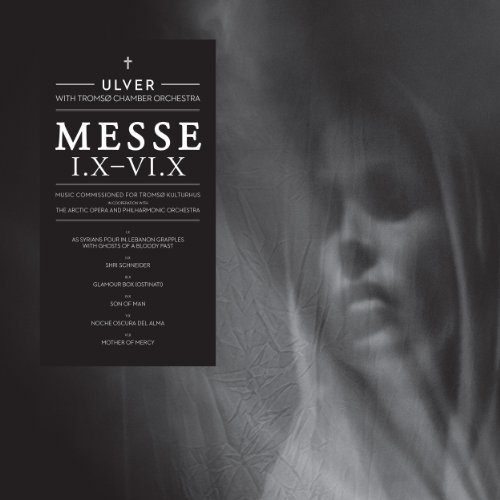 ULVER
WITH TROMSØ CHAMBER ORCHESTRA
MESSE
I.X–VI.X
MUSIC COMMISSIONED FOR TROMSØ KULTURHUS
IN COOPERATION WITH
THE ARCTIC OPERA AND PHILHARMONIC ORCHESTRA
I.X
AS SYRIANS POUR IN, LEBANON GRAPPLES
WITH GHOSTS OF A BLOODY PAST
II.X
SHRI SCHNEIDER
III.X
GLAMOUR BOX (OSTINATI)
IV.X
SON OF MAN
V.X
NOCHE OSCURA DEL ALMA
VI.X
MOTHER OF MERCY